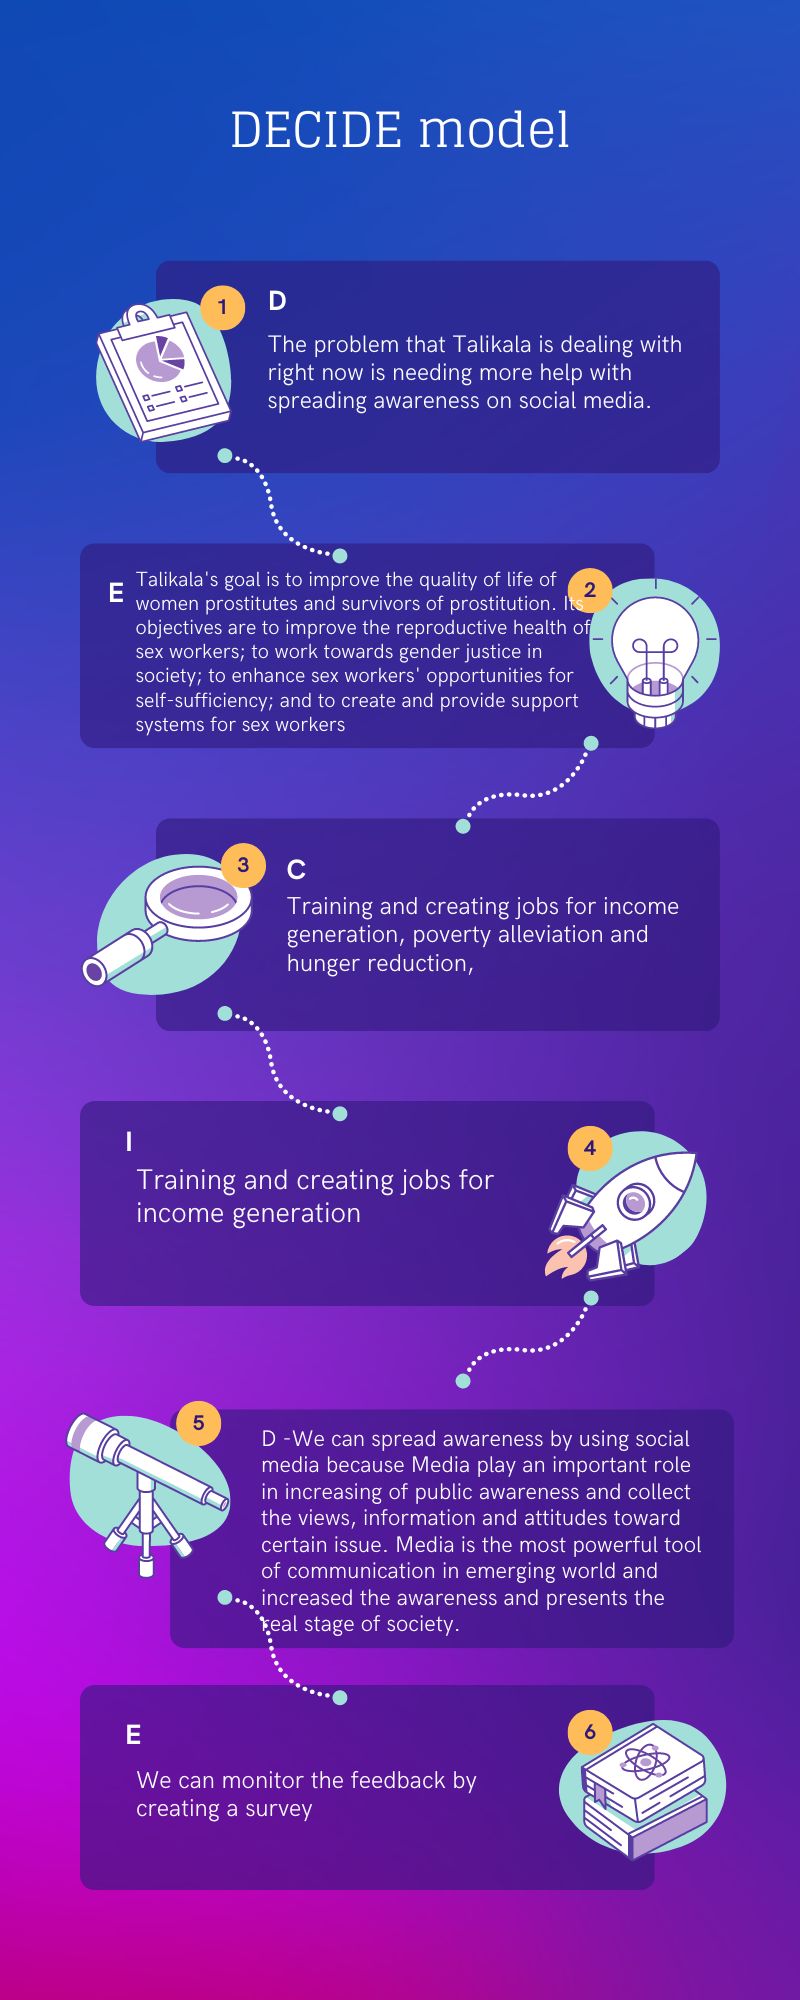 DECIDE model
1
D
The problem that Talikala is dealing with
right now is needing more help with
spreading awareness on social media.
E
2
Talikala's goal is to improve the quality of life of
women prostitutes and survivors of prostitution. Its
objectives are to improve the reproductive health of
sex workers; to work towards gender justice in
society; to enhance sex workers' opportunities for
self-sufficiency; and to create and provide support
systems for sex workers
3
C
Training and creating jobs for income
generation, poverty alleviation and
hunger reduction,
I
4
Training and creating jobs for
income generation
5
D -We can spread awareness by using social
media because Media play an important role
in increasing of public awareness and collect
the views, information and attitudes toward
certain issue. Media is the most powerful tool
of communication in emerging world and
increased the awareness and presents the
real stage of society.
E
6
We can monitor the feedback by
creating a survey